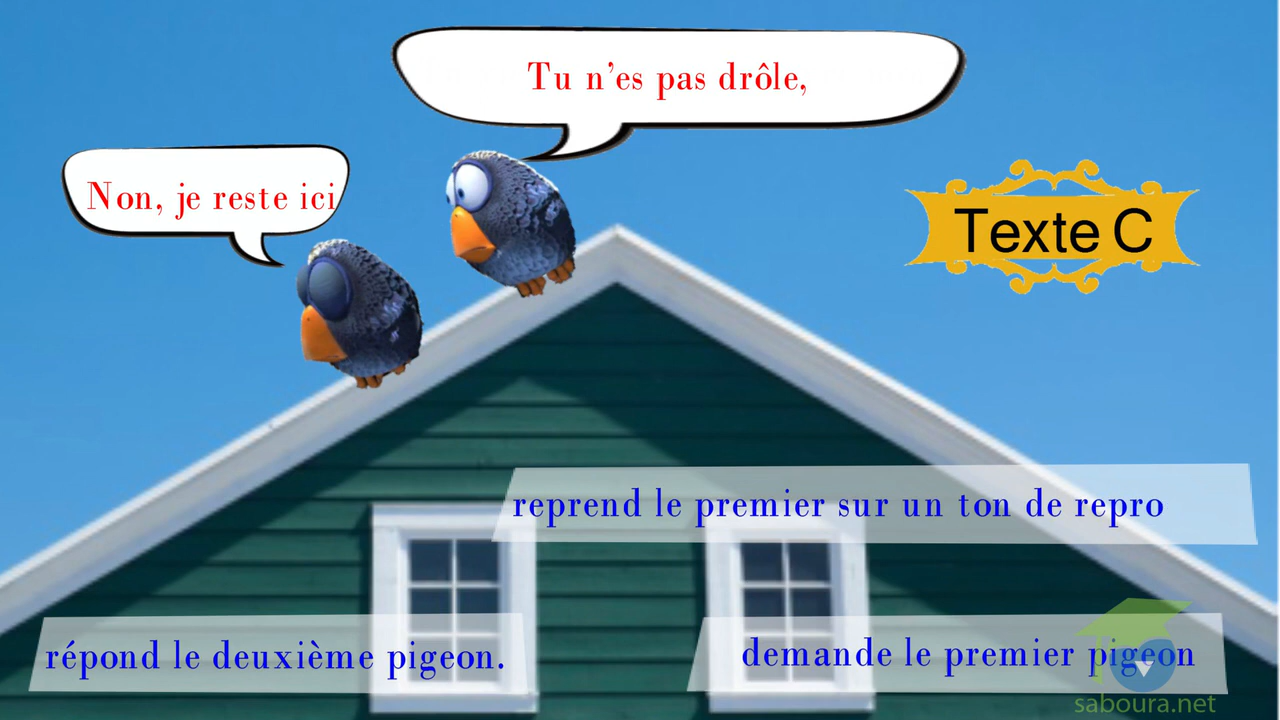 Tu n'es pas drôle,
Non, je reste ici
Texte C
reprend le premier sur un ton de repro
répond le deuxième pigeon.
demande le premier pigeon
saboura.net